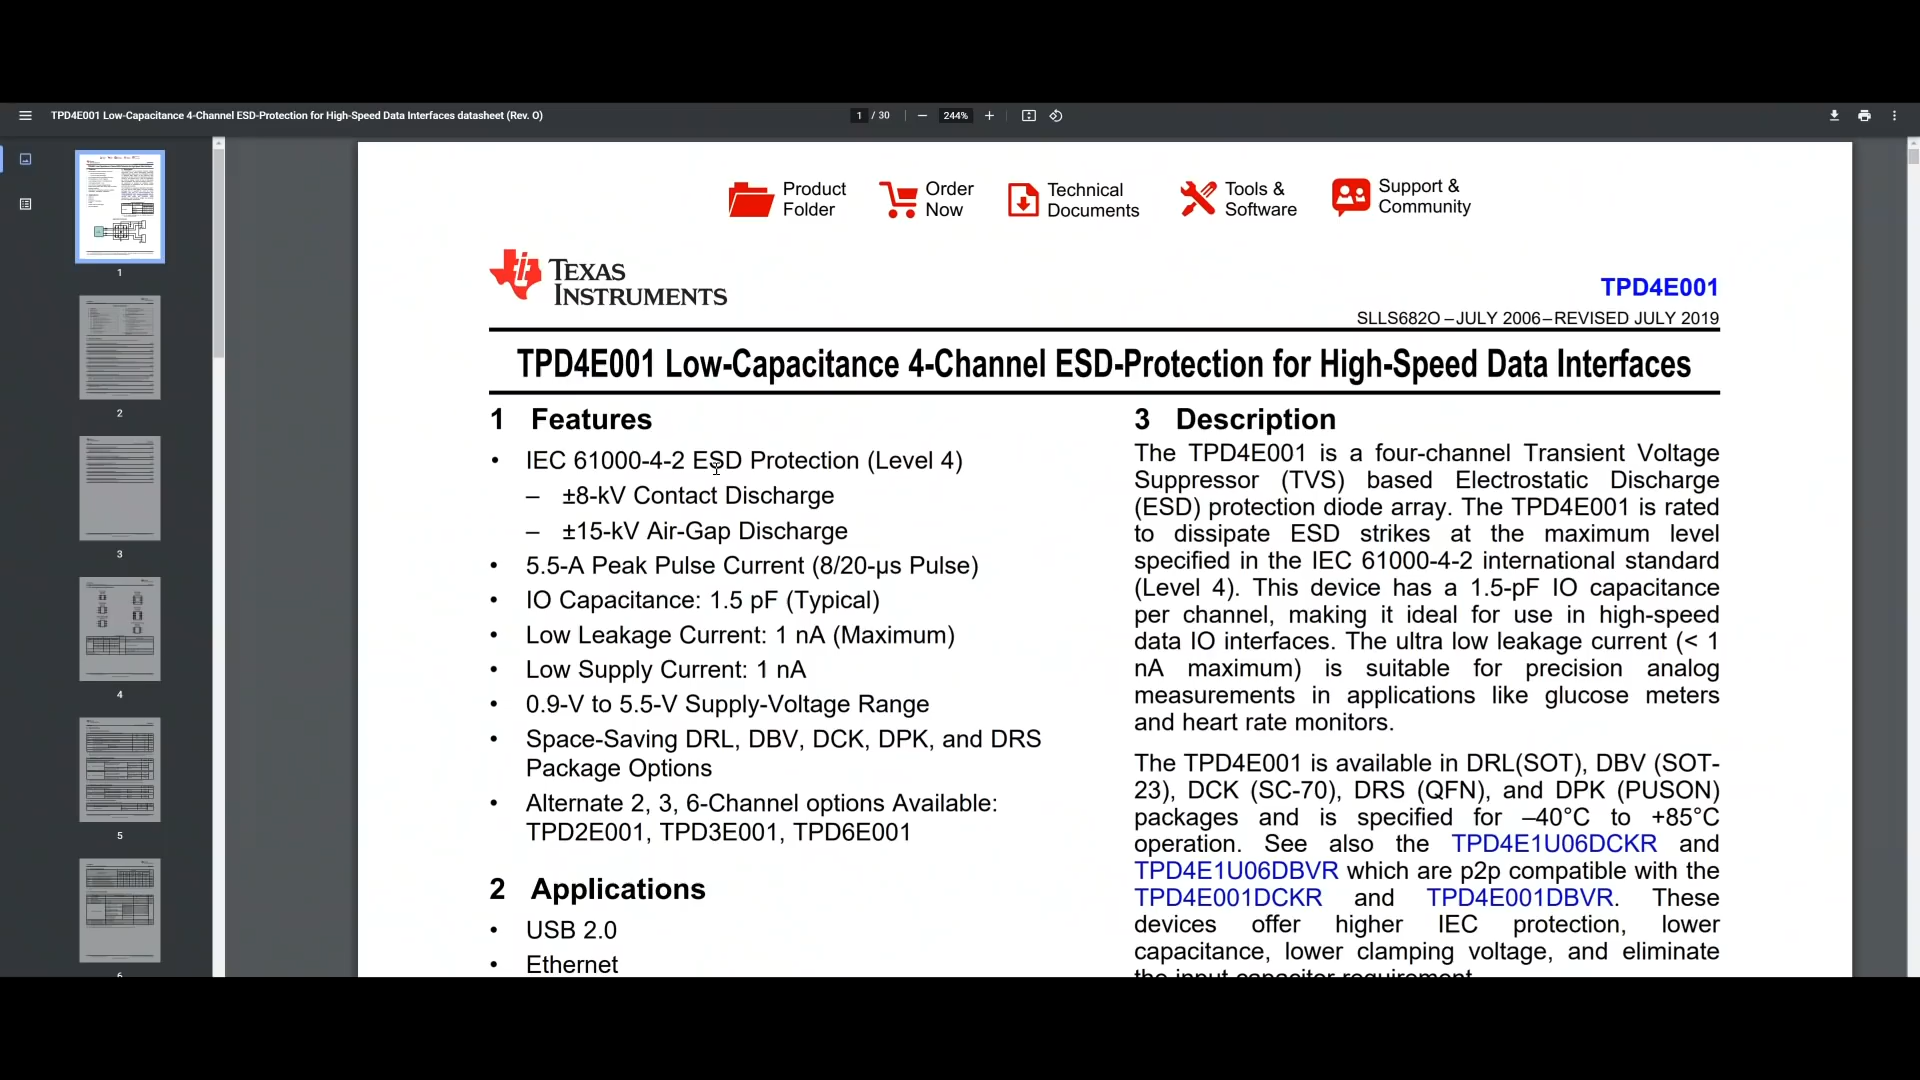 TPD4E001 Low-Capacitance 4-Channel ESD-Protection for High-Speed Data Interfaces datasheet (Rev. O)
1 / 30
244%
Product
Folder
Order
Now
Technical
Documents
Tools &
Software
Support &
Community
TEXAS
INSTRUMENTS
TPD4E001
SLLS682O –JULY 2006–REVISED JULY 2019
TPD4E001 Low-Capacitance 4-Channel ESD-Protection for High-Speed Data Interfaces
1 Features
• IEC 61000-4-2 ESD Protection (Level 4)
– ±8-kV Contact Discharge
– ±15-kV Air-Gap Discharge
• 5.5-A Peak Pulse Current (8/20-µs Pulse)
• IO Capacitance: 1.5 pF (Typical)
• Low Leakage Current: 1 nA (Maximum)
• Low Supply Current: 1 nA
• 0.9-V to 5.5-V Supply-Voltage Range
• Space-Saving DRL, DBV, DCK, DPK, and DRS
Package Options
• Alternate 2, 3, 6-Channel options Available:
TPD2E001, TPD3E001, TPD6E001
2 Applications
• USB 2.0
• Ethernet
3 Description
The TPD4E001 is a four-channel Transient Voltage
Suppressor (TVS) based Electrostatic Discharge
(ESD) protection diode array. The TPD4E001 is rated
to dissipate ESD strikes at the maximum level
specified in the IEC 61000-4-2 international standard
(Level 4). This device has a 1.5-pF IO capacitance
per channel, making it ideal for use in high-speed
data IO interfaces. The ultra low leakage current (< 1
nA maximum) is suitable for precision analog
measurements in applications like glucose meters
and heart rate monitors.
The TPD4E001 is available in DRL(SOT), DBV (SOT-
23), DCK (SC-70), DRS (QFN), and DPK (PUSON)
packages and is specified for –40°C to +85°C
operation. See also the TPD4E1U06DCKR and
TPD4E1U06DBVR which are p2p compatible with the
TPD4E001DCKR and TPD4E001DBVR. These
devices offer higher IEC protection, lower
capacitance, lower clamping voltage, and eliminate
the input capacitor requirement.
1
2
3
4
5
6